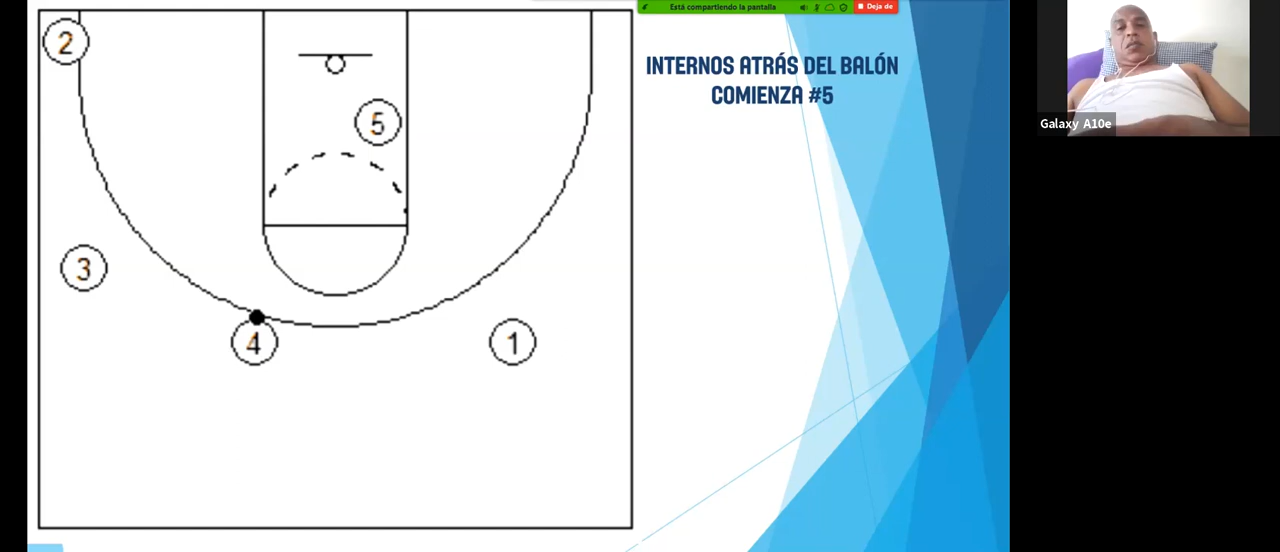 Está compartiendo la pantalla
Deja de
INTERNOS ATRÁS DEL BALÓN
COMIENZA #5
Galaxy A10e
2
5
3
4
1